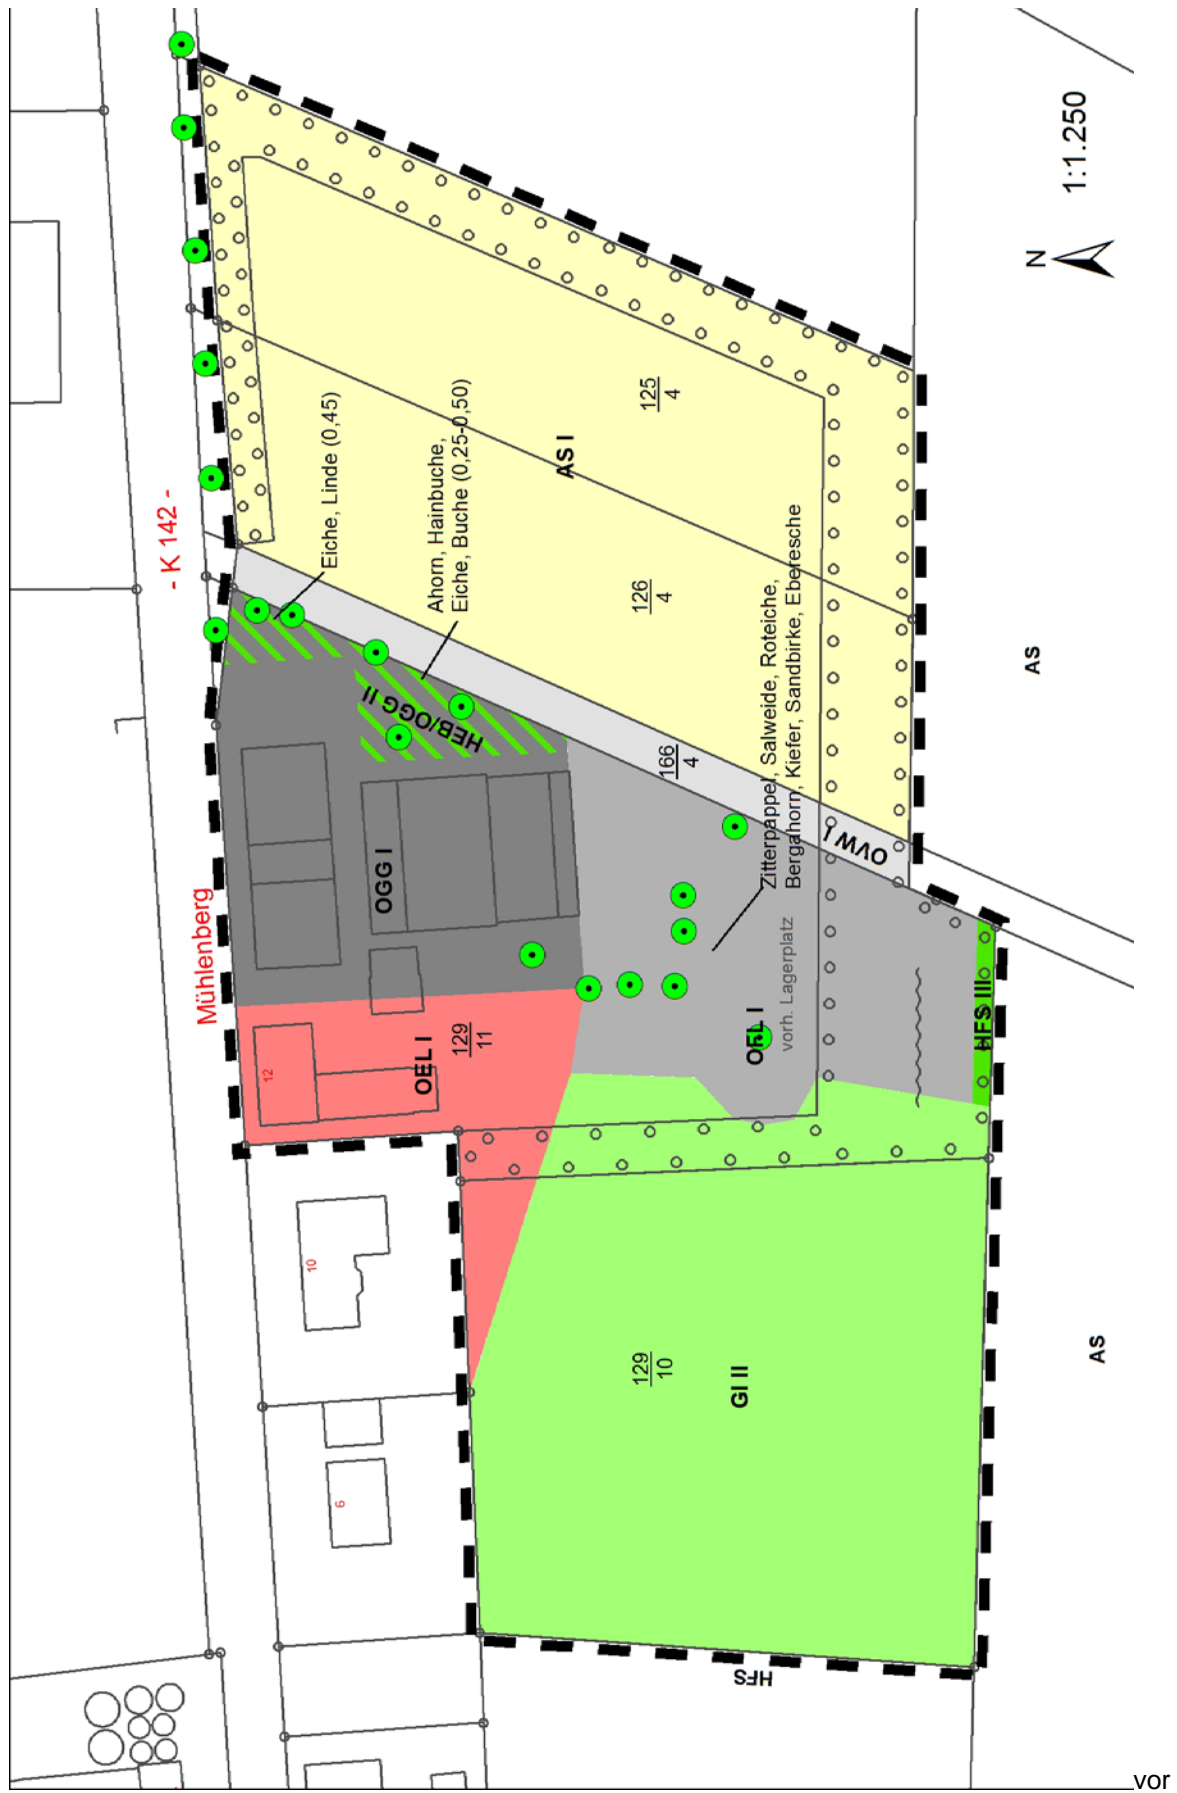 1:1.250
N
- K 142 -
Eiche, Linde (0,45)
Ahorn, Hainbuche,
Eiche, Buche (0,25-0,50)
125
4
AS I
126
4
Zitterpappel, Salweide, Roteiche,
Bergahorn, Kiefer, Sandbirke, Eberesche
AS
HEB/OGG II
166
4
OVW I
Mühlenberg
OGG I
vorh. Lagerplatz
OFL I
HFS III
12
OEL I
129
11
10
129
10
GI II
AS
6
HFS
vor